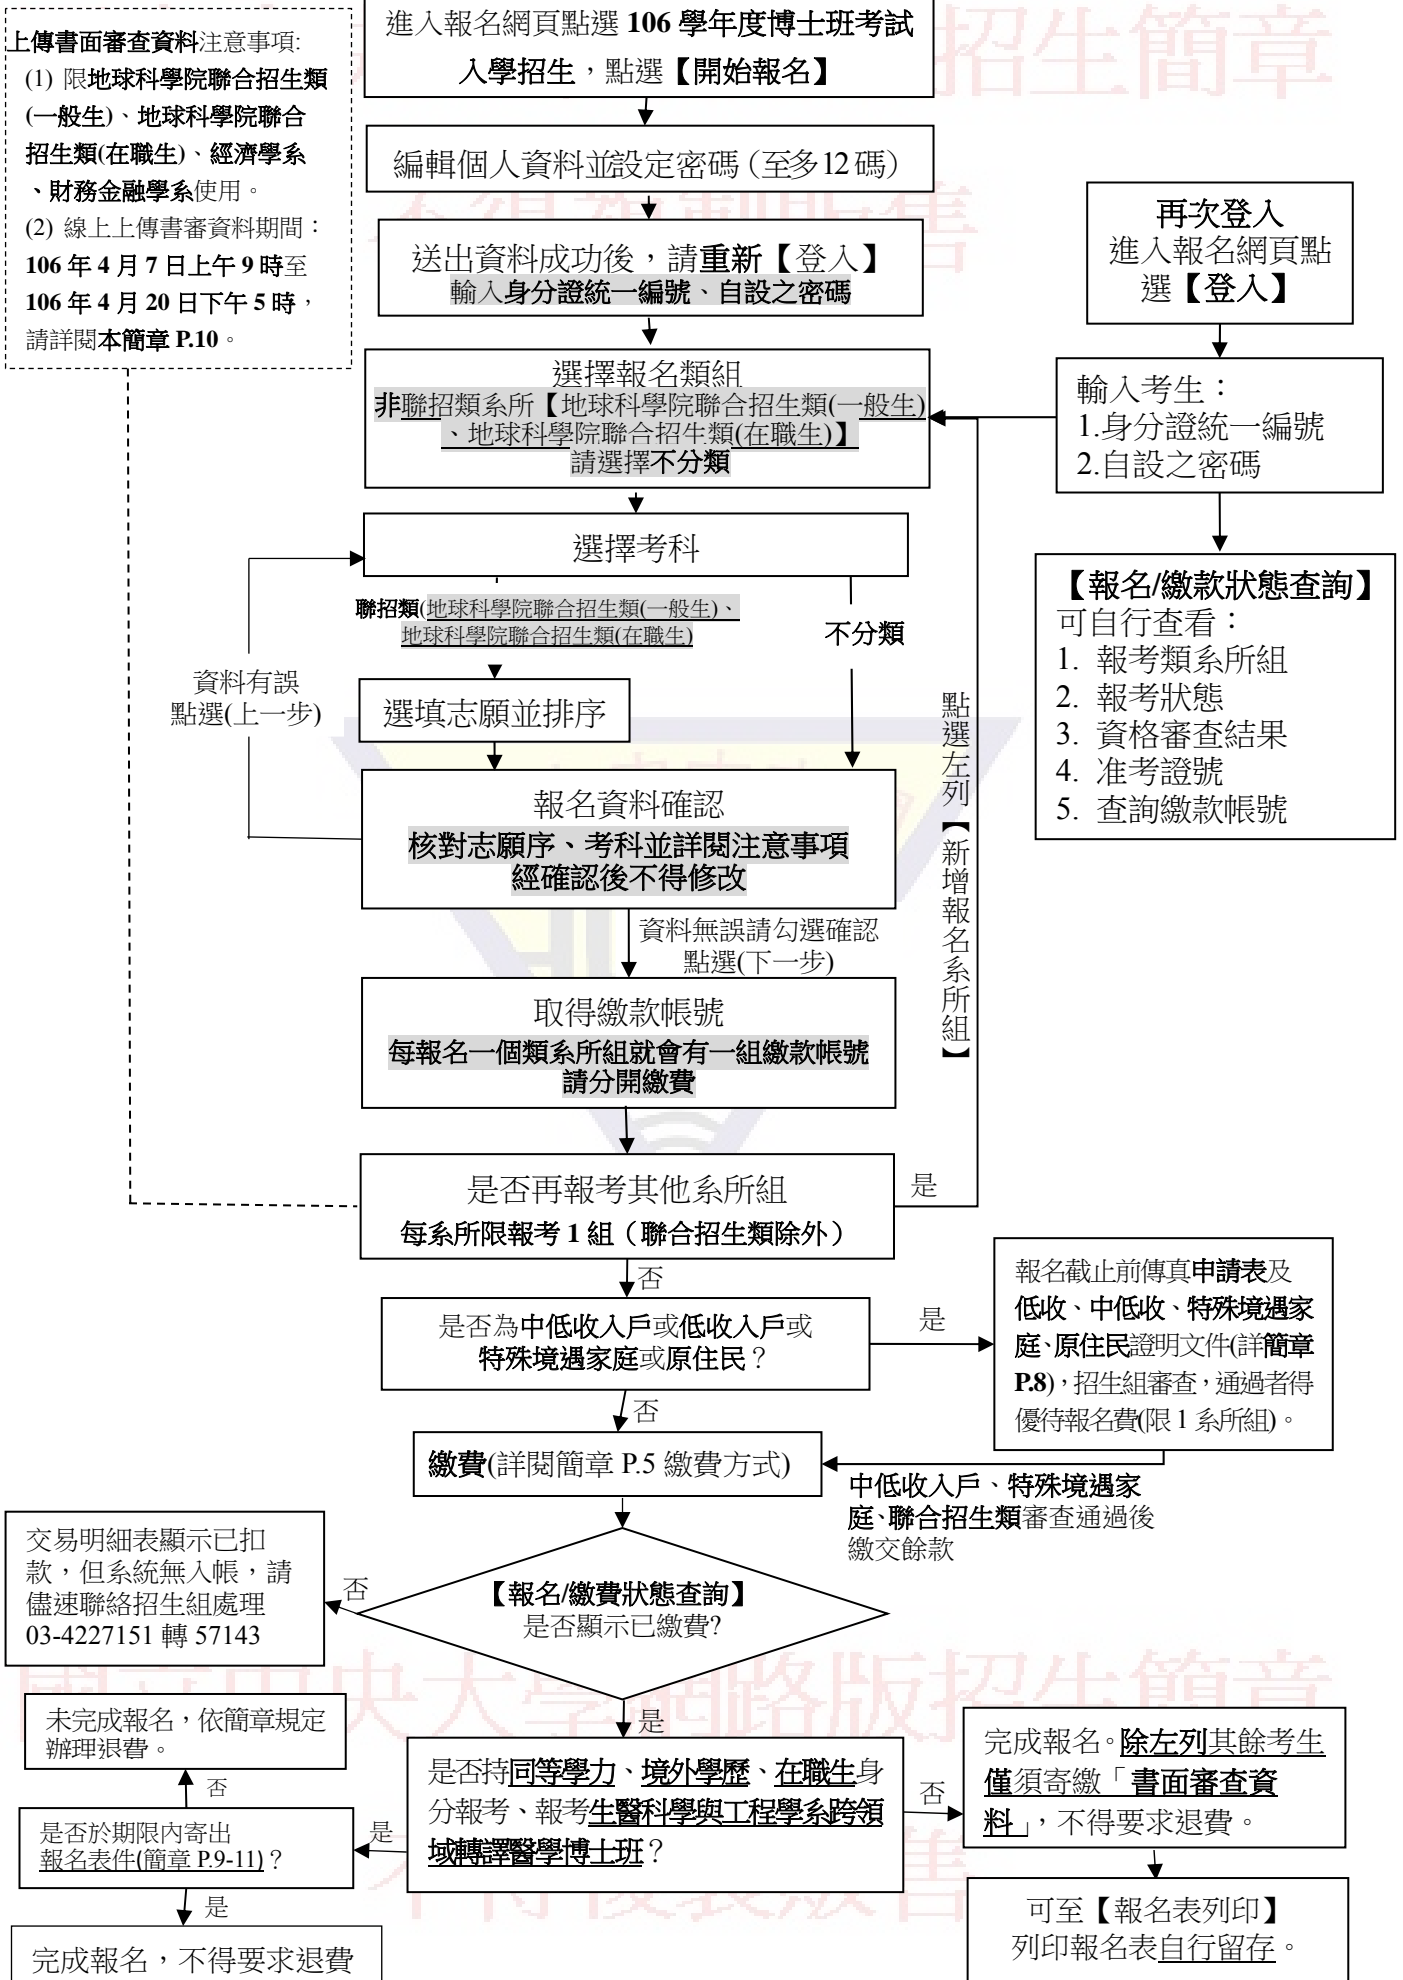 國立中央大學網路版招生簡章
不得複製販售
進入報名網頁點選 106 學年度博士班考試
入學招生，點選【開始報名】
上傳書面審查資料注意事項:
(1) 限地球科學院聯合招生類
(一般生)、地球科學院聯合
招生類(在職生)、經濟學系
、財務金融學系使用。
(2) 線上上傳書審資料期間：
106 年 4 月 7 日上午 9 時至
106 年 4 月 20 日下午 5 時，
請詳閱本簡章 P.10。
編輯個人資料並設定密碼（至多12 碼）
送出資料成功後，請重新【登入】
輸入身分證統一編號、自設之密碼
再次登入
進入報名網頁點
選【登入】
選擇報名類組
非聯招類系所【地球科學院聯合招生類(一般生)
、地球科學院聯合招生類(在職生)】
請選擇不分類
輸入考生：
1.身分證統一編號
2.自設之密碼
選擇考科
聯招類(地球科學院聯合招生類(一般生)、
地球科學院聯合招生類(在職生)
不分類
【報名/繳款狀態查詢】
可自行查看：
1. 報考類系所組
2. 報考狀態
3. 資格審查結果
4. 准考證號
5. 查詢繳款帳號
資料有誤
點選(上一步)
選填志願並排序
點選左列【新增報名系所組】
報名資料確認
核對志願序、考科並詳閱注意事項
經確認後不得修改
資料無誤請勾選確認
點選(下一步)
取得繳款帳號
每報名一個類系所組就會有一組繳款帳號
請分開繳費
是否再報考其他系所組
每系所限報考 1 組（聯合招生類除外）
是
否
是否為中低收入戶或低收入戶或
特殊境遇家庭或原住民？
是
報名截止前傳真申請表及
低收、中低收、特殊境遇家
庭、原住民證明文件(詳簡章
P.8)，招生組審查，通過者得
優待報名費(限 1 系所組)。
否
繳費(詳閱簡章 P.5 繳費方式)
中低收入戶、特殊境遇家
庭、聯合招生類審查通過後
繳交餘款
【報名/繳費狀態查詢】
是否顯示已繳費?
否
交易明細表顯示已扣
款，但系統無入帳，請
儘速聯絡招生組處理
03-4227151 轉 57143
國立中央大學網路版招生簡章
是
未完成報名，依簡章規定
辦理退費。
是否持同等學力、境外學歷、在職生身
分報考、報考生醫科學與工程學系跨領
域轉譯醫學博士班？
否
完成報名。除左列其餘考生
僅須寄繳「書面審查資
料」，不得要求退費。
否
是
是否於期限內寄出
報名表件(簡章 P.9-11)？
不得複製販售
是
完成報名，不得要求退費
可至【報名表列印】
列印報名表自行留存。